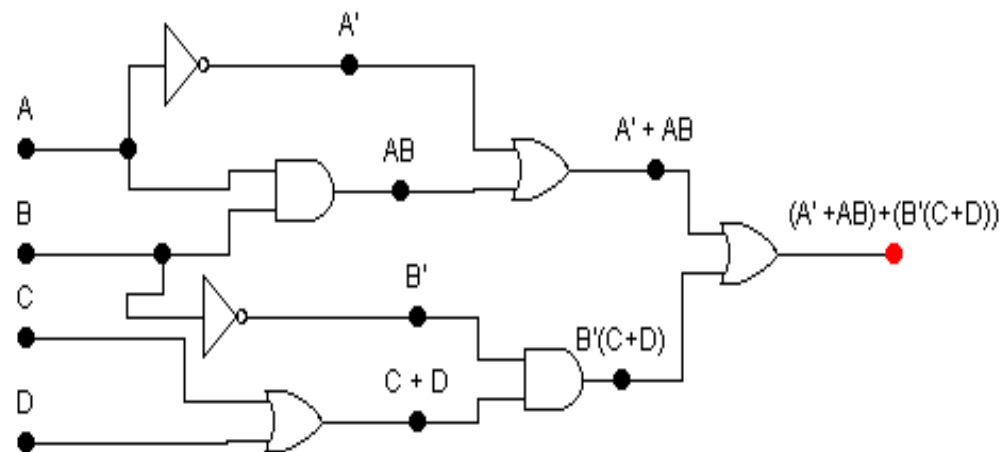 A'
A
AB
A' + AB
B
(A' +AB)+(B'(C+D))
B'
C
B'(C+D)
C + D
D